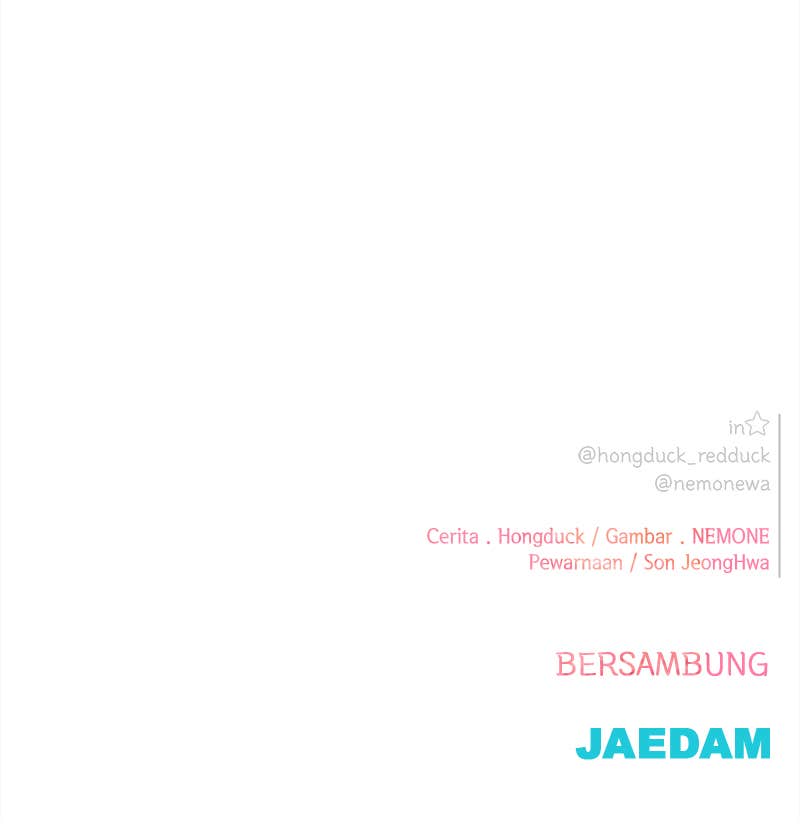 in☆
@hongduck_redduck
@nemonewa
Cerita . Hongduck / Gambar . NEMONE
Pewarnaan / Son JeongHwa
BERSAMBUNG
JAEDAM